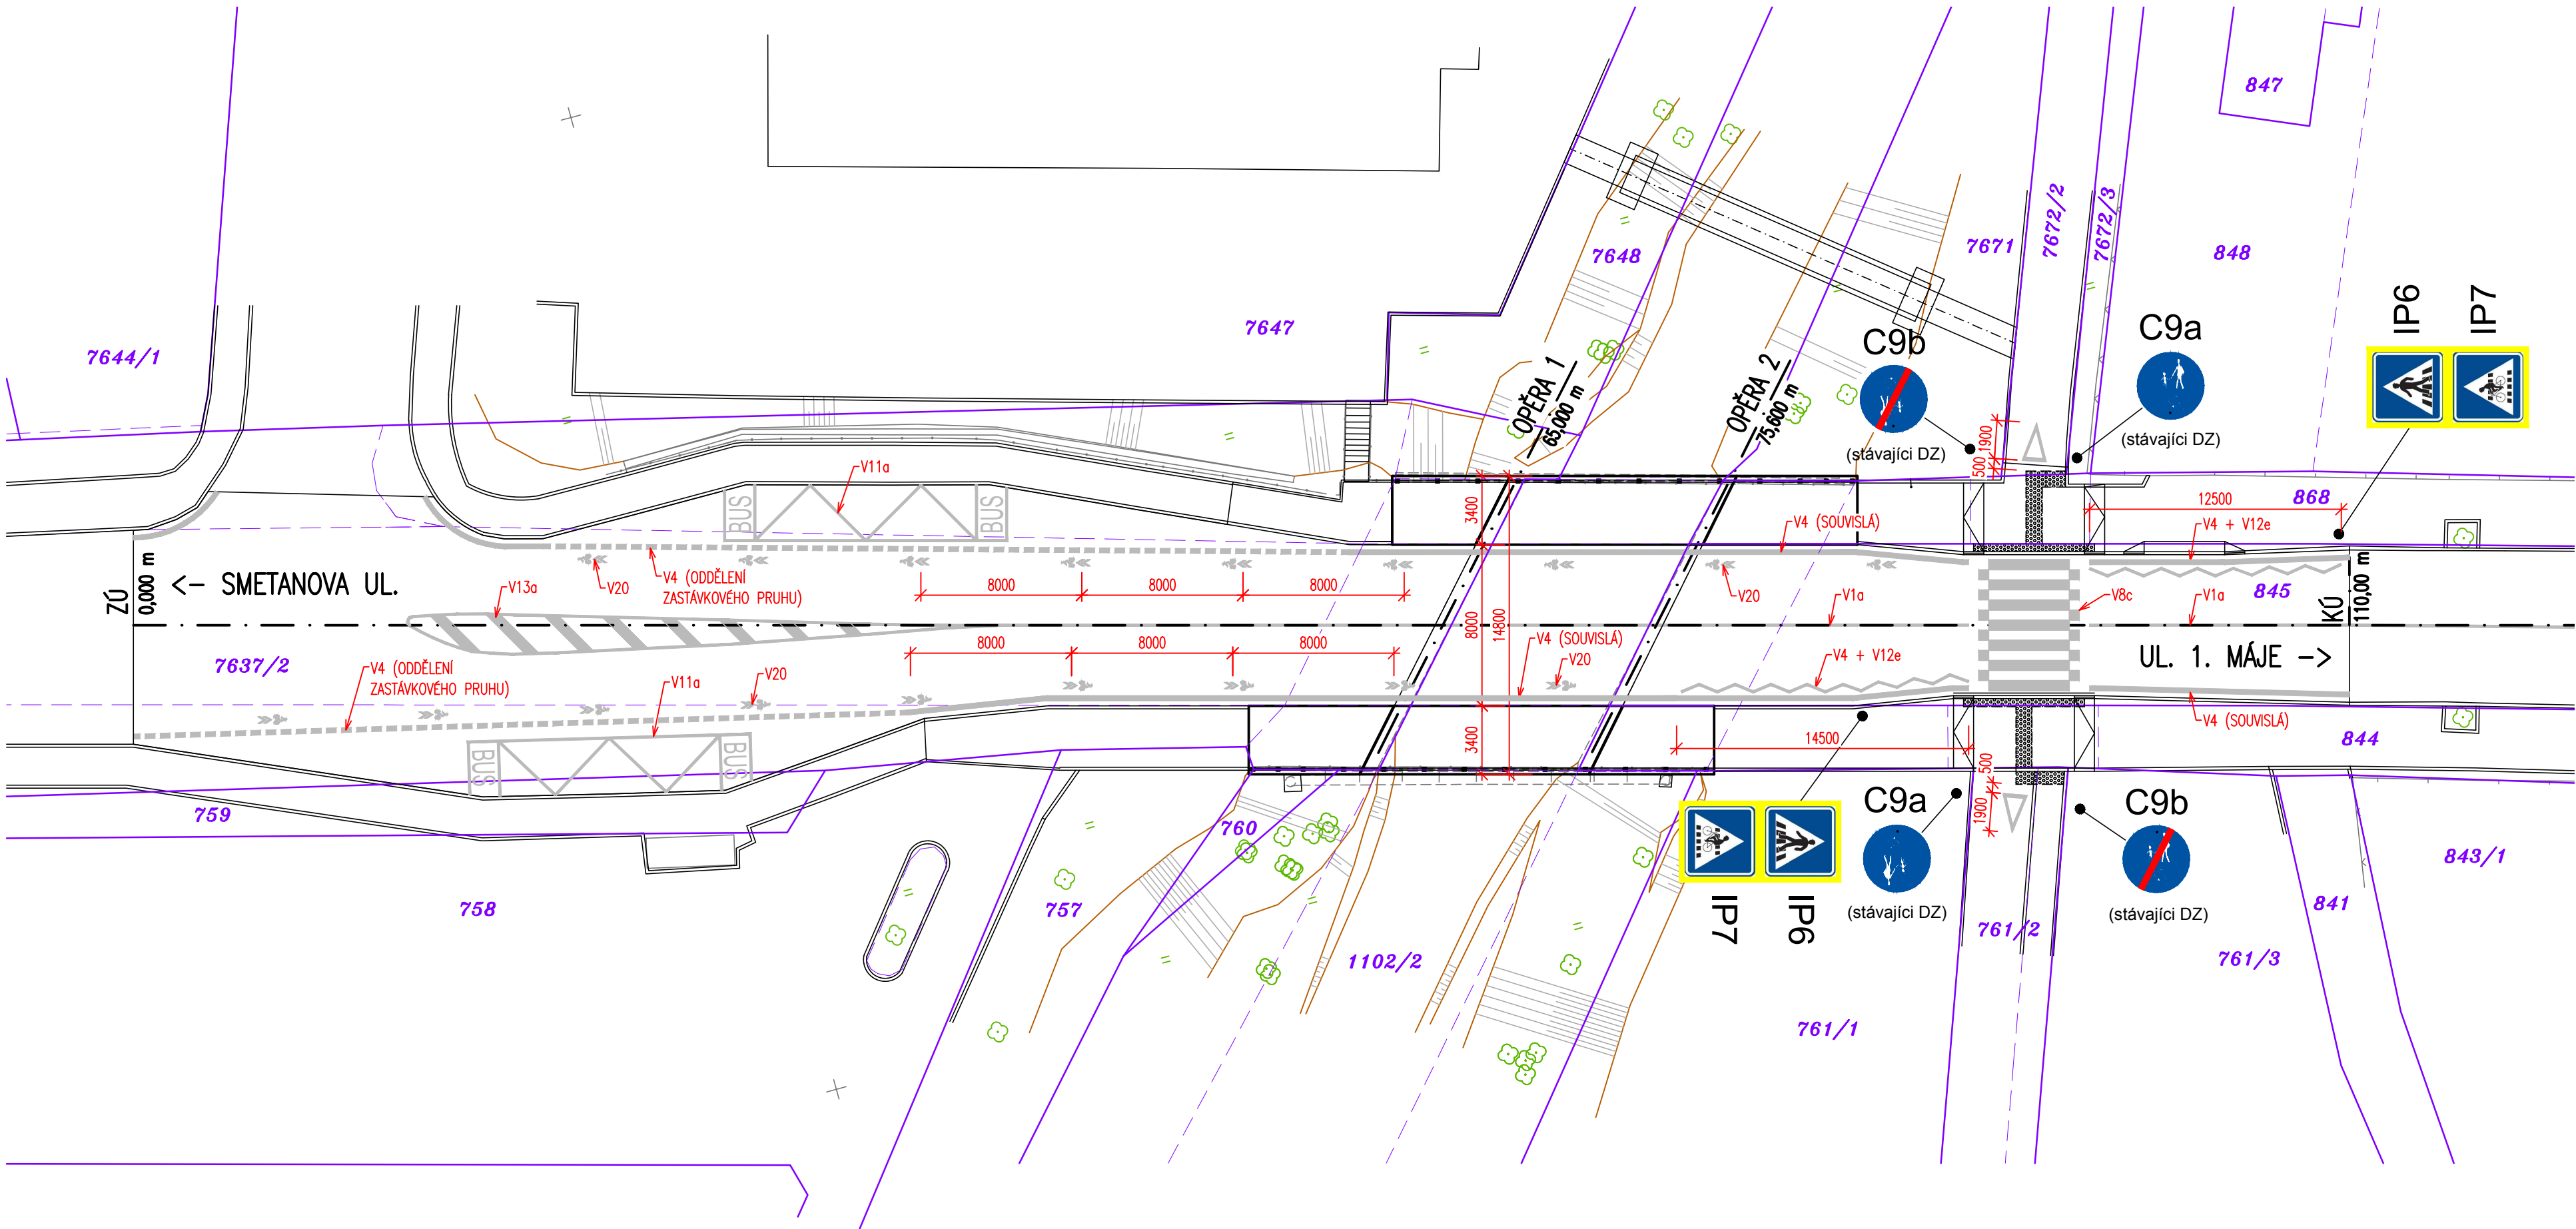 847
7672/2
7672/3
848
7671
7648
7647
7644/1
IP6
IP7
C9b
C9a
(stávající DZ)
(stávající DZ)
OPĚRA 1
65,000 m
OPĚRA 2
75,600 m
1900
500
12500
868
V11a
BUS
BUS
3400
V4 (SOUVISLÁ)
V4 + V12e
ZÚ
0,000 m
<- SMETANOVA UL.
V13a
V20
V4 (ODDĚLENÍ
ZASTÁVKOVÉHO PRUHU)
8000
8000
8000
V20
V1a
V8c
V1a
845
KÚ
110,00 m
8000
14800
8000
8000
8000
V4 (SOUVISLÁ)
V20
V4 + V12e
UL. 1. MÁJE ->
7637/2
V4 (ODDĚLENÍ
ZASTÁVKOVÉHO PRUHU)
V11a
V20
V4 (SOUVISLÁ)
BUS
BUS
3400
14500
844
500
1900
C9a
C9b
(stávající DZ)
(stávající DZ)
IP7
IP6
759
760
758
757
1102/2
761/1
761/2
761/3
841
843/1